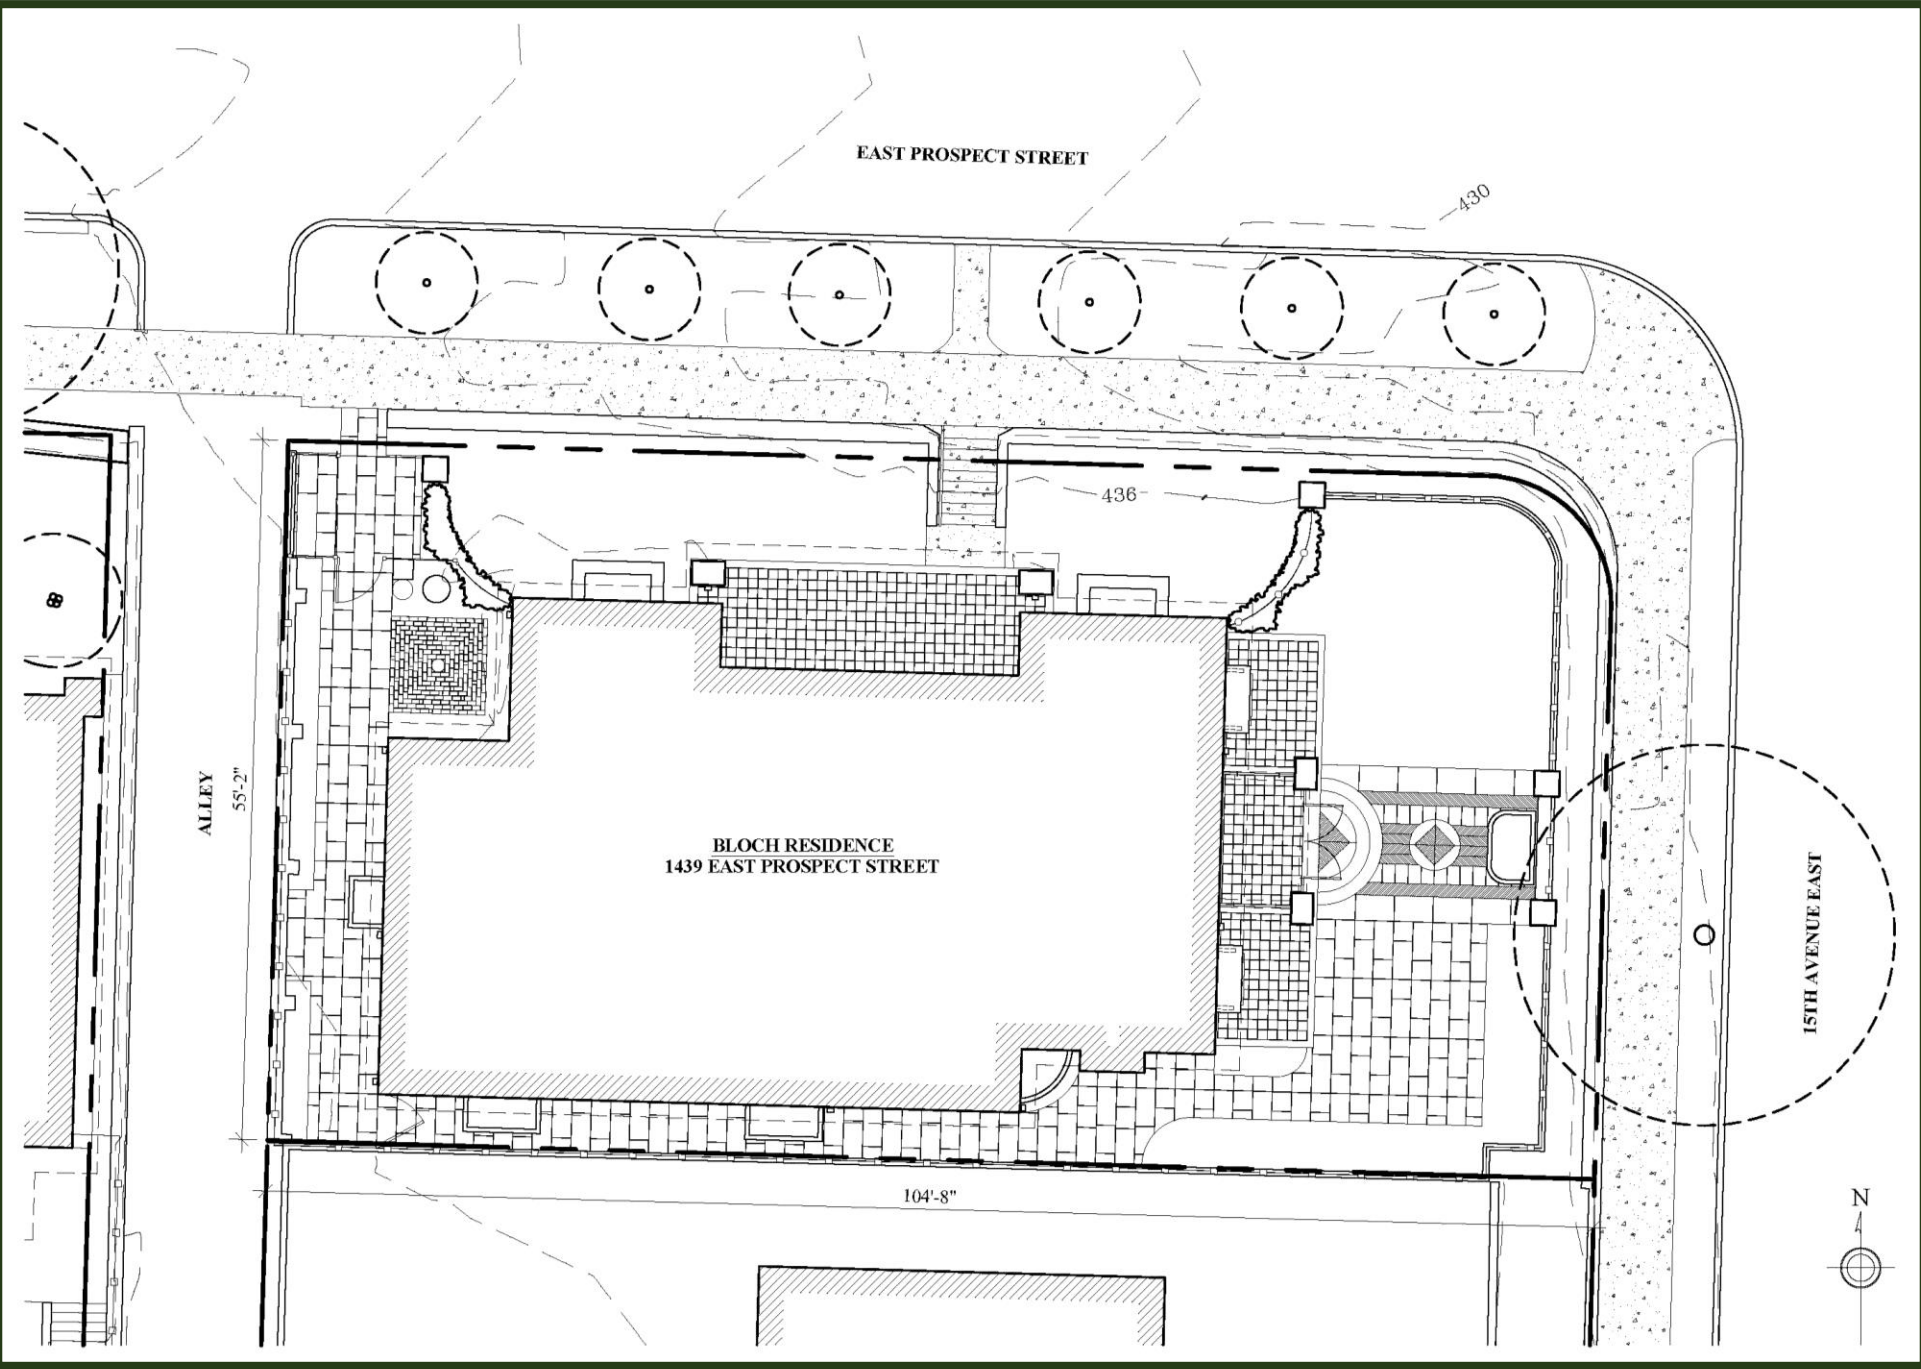 EAST PROSPECT STREET
430
436
ALLEY
55'-2"
BLOCH RESIDENCE
1439 EAST PROSPECT STREET
15TH AVENUE EAST
104'-8"
N